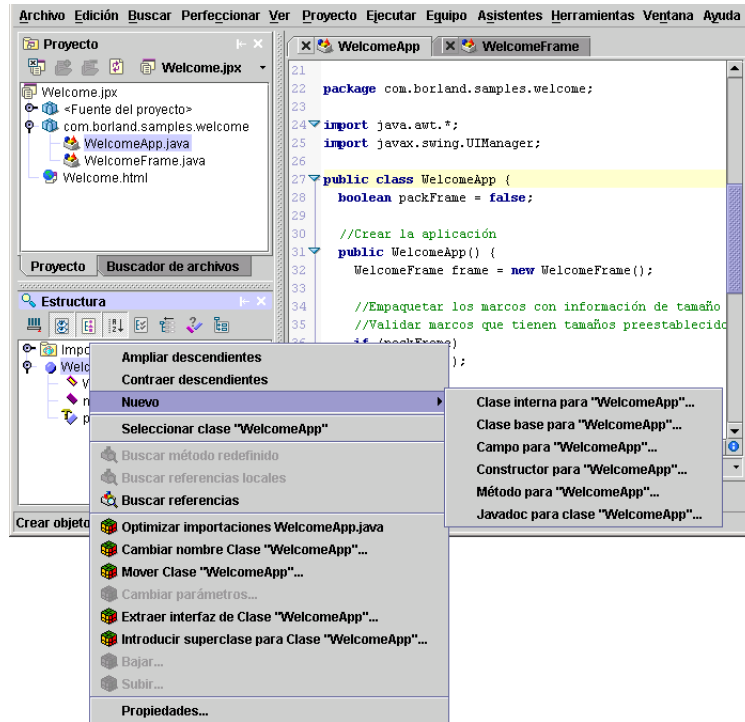 Archivo Edición Buscar Perfeccionar Ver Proyecto Ejecutar Equipo Asistentes Herramientas Ventana Ayuda
Proyecto
Welcome.jpx
Welcome.jpx
<Fuente del proyecto>
com.borland.samples.welcome
WelcomeApp.java
WelcomeFrame.java
Welcome.html
Proyecto Buscador de archivos
Estructura
WelcomeApp WelcomeFrame
21
22 package com.borland.samples.welcome;
23
24 import java.awt.*;
25 import javax.swing.UIManager;
26
27 public class WelcomeApp {
28 boolean packFrame = false;
29
30 //Crear la aplicación
31 public WelcomeApp() {
32 WelcomeFrame frame = new WelcomeFrame();
33
34 //Empaquetar los marcos con información de tamaño
35 //Validar marcos que tienen tamaños preestablecido
if (packFrame)
);
Impo
Welc
Crear objeto
Ampliar descendientes
Contraer descendientes
Nuevo
Seleccionar clase "WelcomeApp"
Buscar método redefinido
Buscar referencias locales
Buscar referencias
Optimizar importaciones WelcomeApp.java
Cambiar nombre Clase "WelcomeApp"...
Mover Clase "WelcomeApp"...
Cambiar parámetros...
Extraer interfaz de Clase "WelcomeApp"...
Introducir superclase para Clase "WelcomeApp"...
Bajar...
Subir...
Propiedades...
Clase interna para "WelcomeApp"...
Clase base para "WelcomeApp"...
Campo para "WelcomeApp"...
Constructor para "WelcomeApp"...
Método para "WelcomeApp"...
Javadoc para clase "WelcomeApp"...